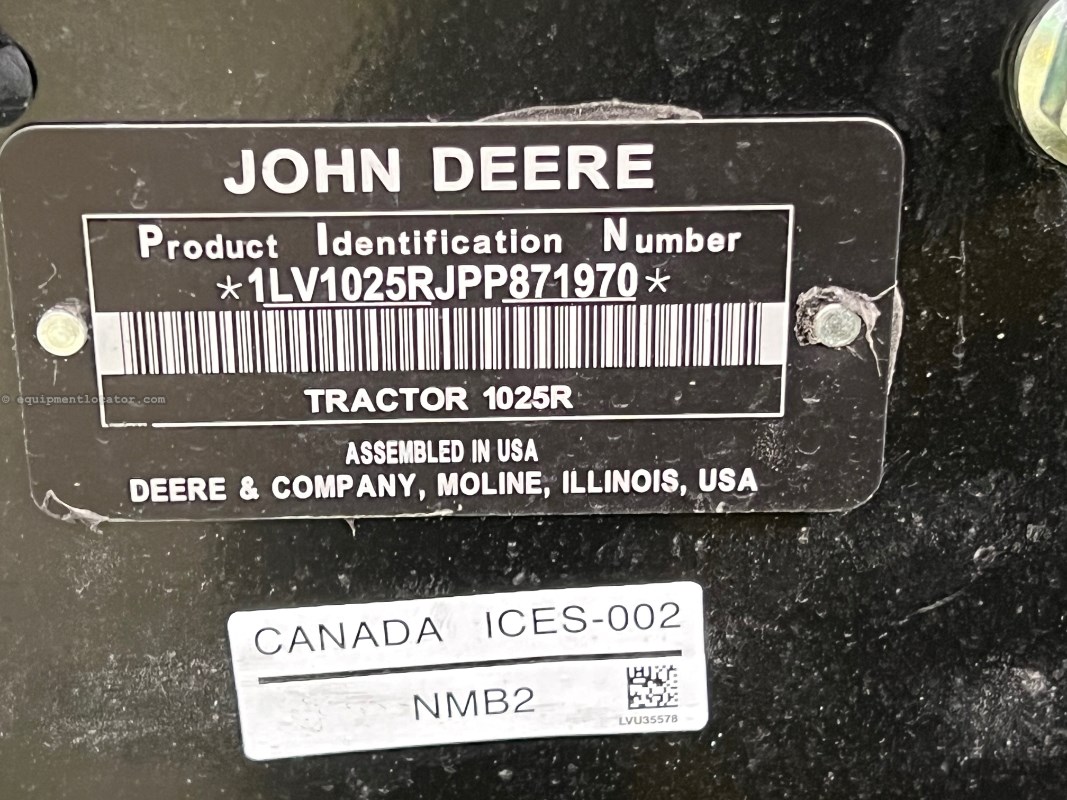 JOHN DEERE
Product Identification Number
*1LV1025RJPP871970*
TRACTOR 1025R
© equipmentlocator.com
ASSEMBLED IN USA
DEERE & COMPANY, MOLINE, ILLINOIS, USA
CANADA ICES-002
NMB2
LVU35578